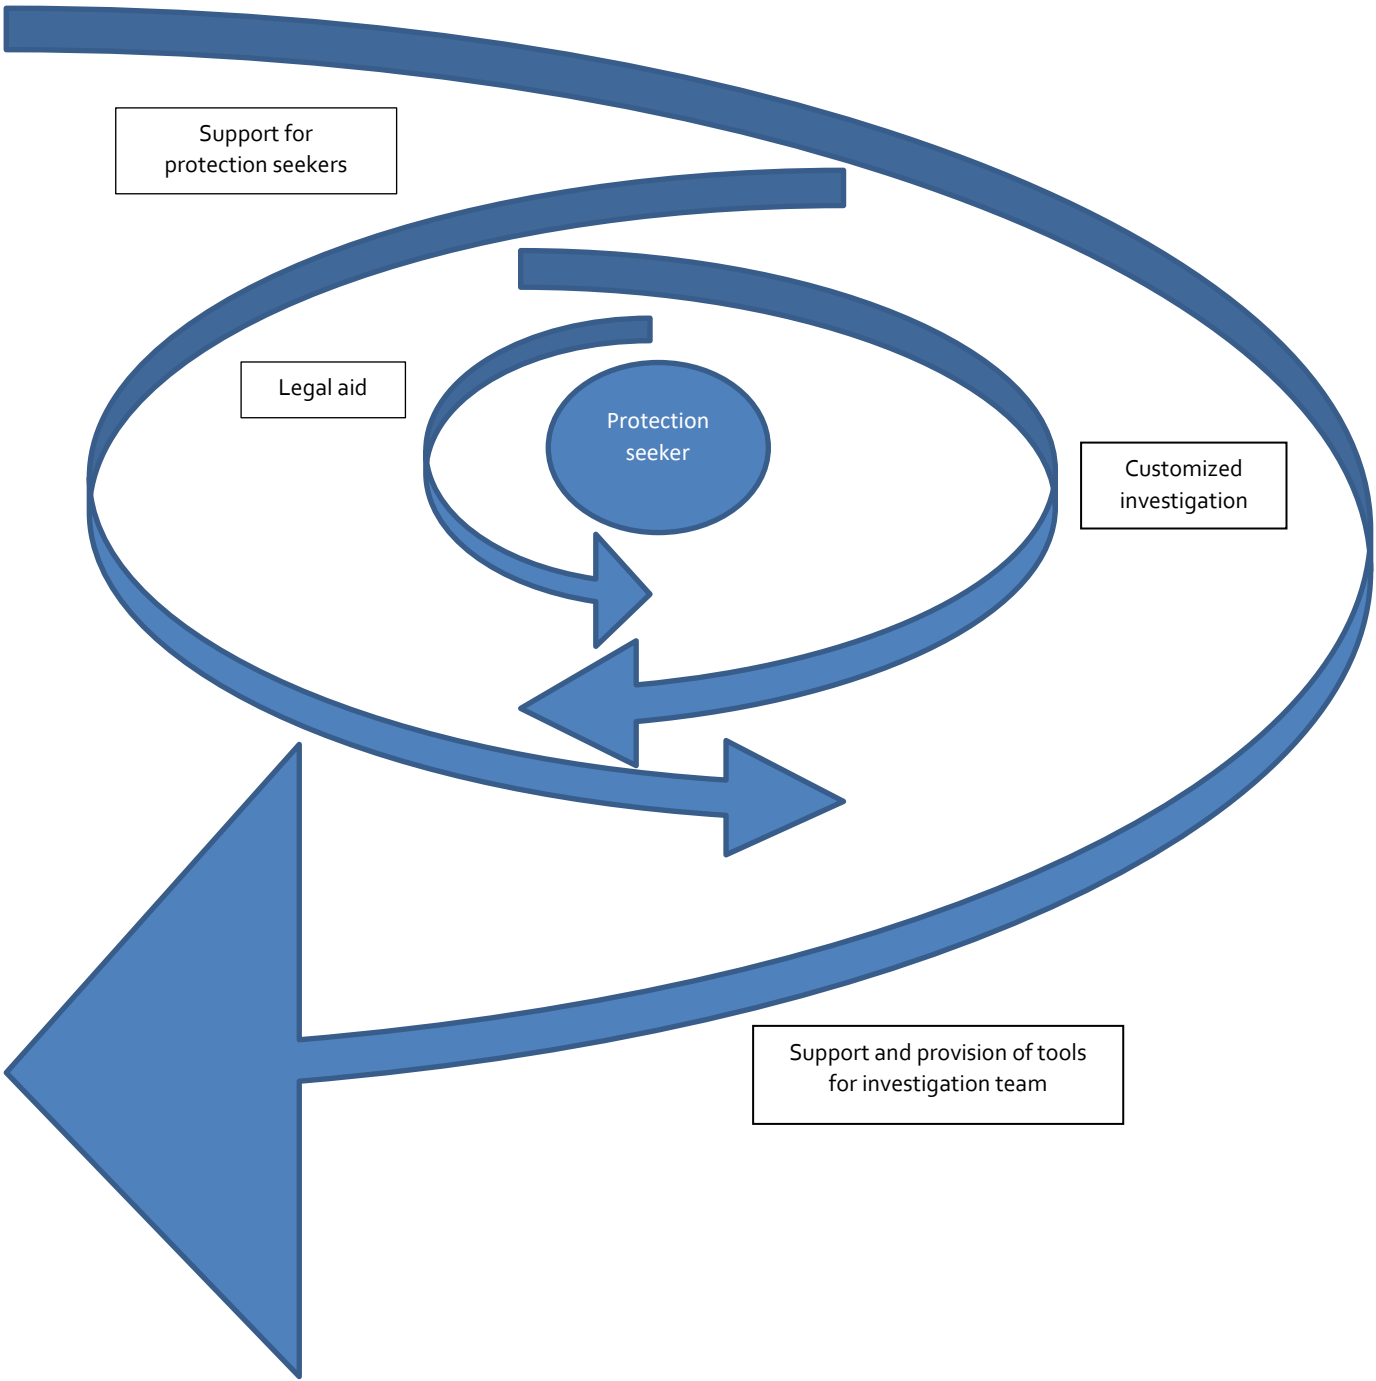 Support for
protection seekers
Legal aid
Protection
seeker
Customized
investigation
Support and provision of tools
for investigation team